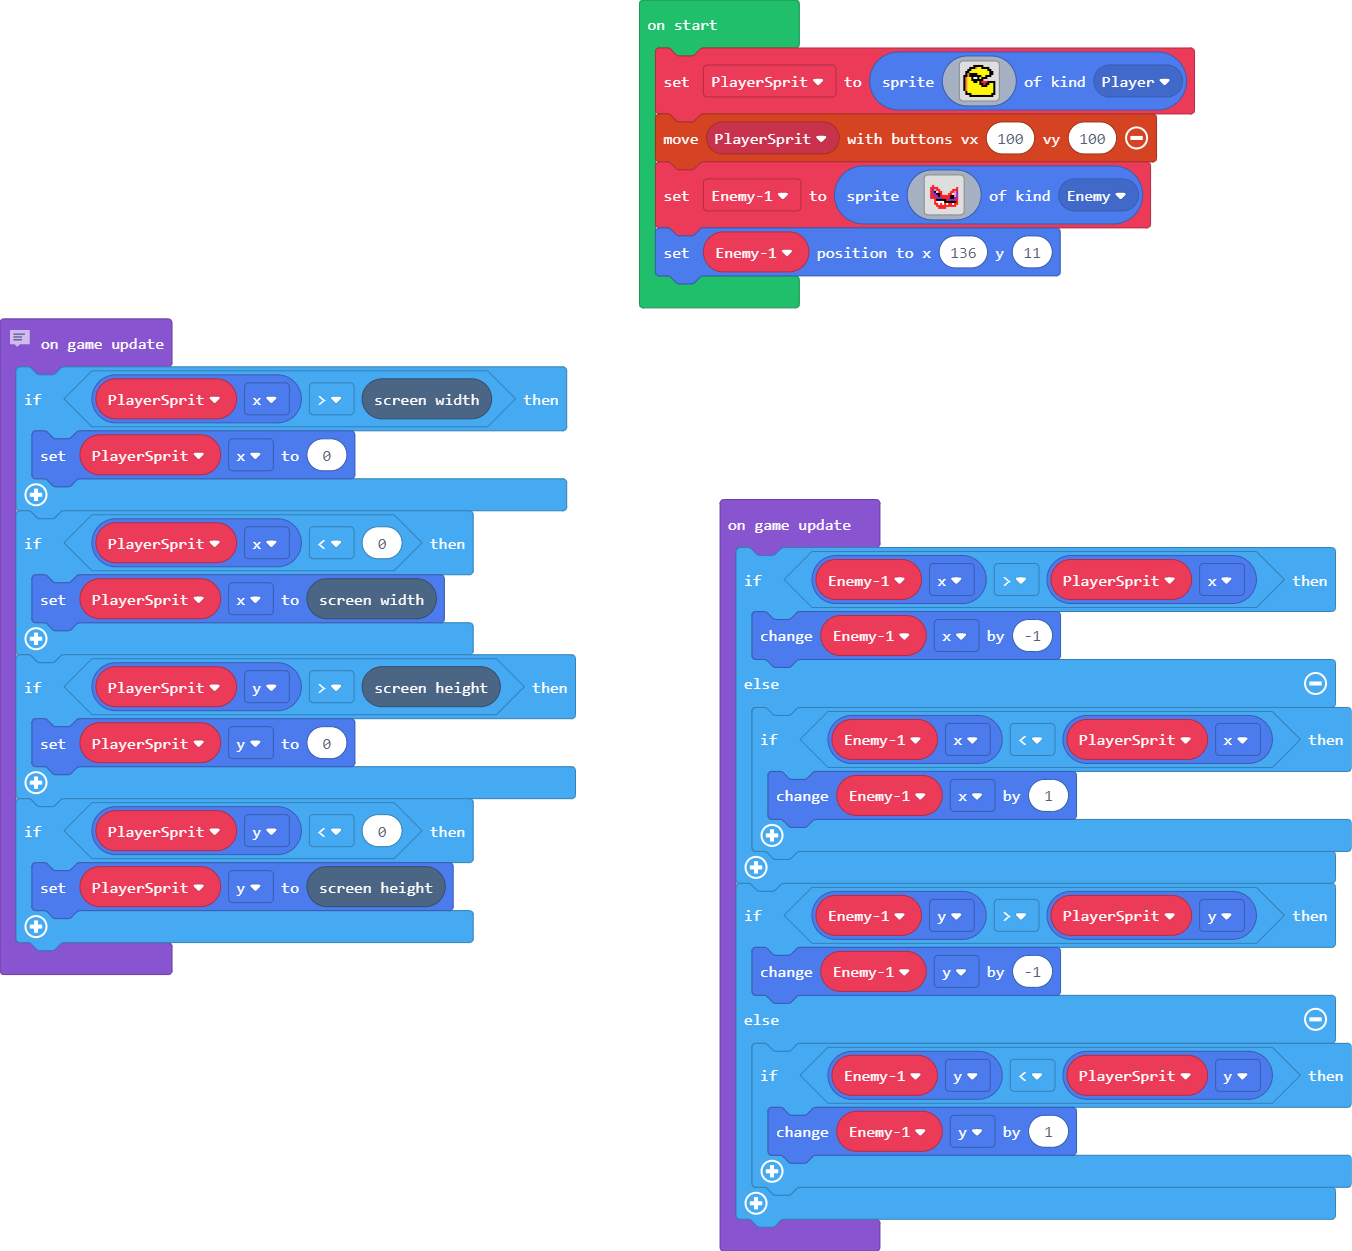 on start
set PlayerSprit to sprite of kind Player
move PlayerSprit with buttons vx 100 vy 100
set Enemy-1 to sprite of kind Enemy
set Enemy-1 position to x 136 y 11
on game update
if PlayerSprit x > screen width then
set PlayerSprit x to 0
if PlayerSprit x < 0 then
set PlayerSprit x to screen width
if PlayerSprit y > screen height then
set PlayerSprit y to 0
if PlayerSprit y < 0 then
set PlayerSprit y to screen height
on game update
if Enemy-1 x > PlayerSprit x then
change Enemy-1 x by -1
else
if Enemy-1 x < PlayerSprit x then
change Enemy-1 x by 1
if Enemy-1 y > PlayerSprit y then
change Enemy-1 y by -1
else
if Enemy-1 y < PlayerSprit y then
change Enemy-1 y by 1